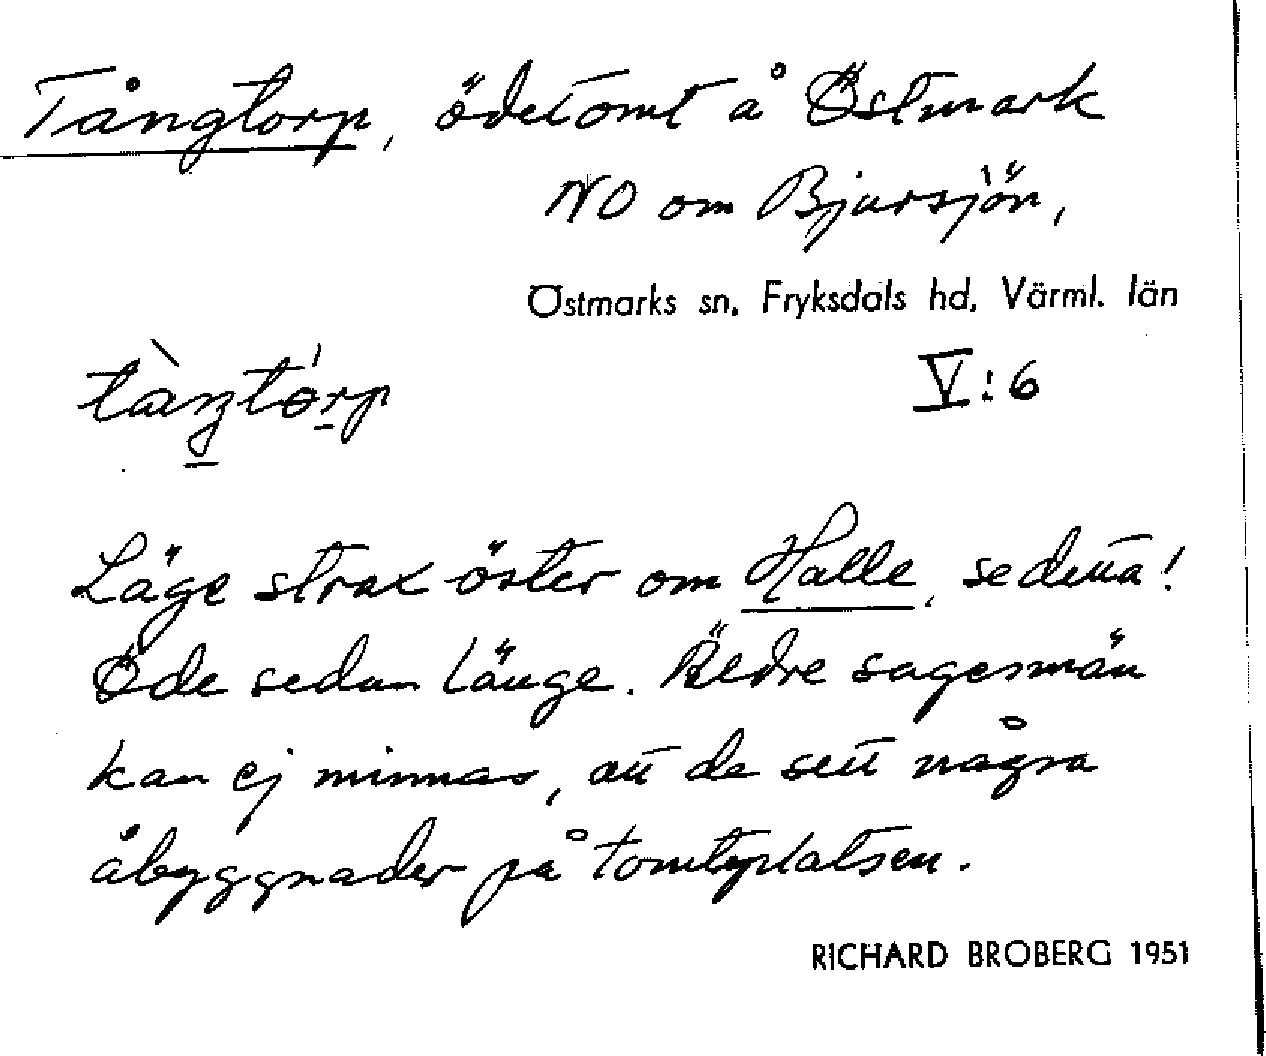 Tångtorp, ödetomt å Östmark
NO om Bjursjön,
Östmarks sn, Fryksdals hd, Värml. län
V:6
Läge strax öster om Halle, se detta!
Öde sedan länge. Äldre sagesmän
kan ej minnas, att de sett några
åbyggnader på tomtplatsen.
RICHARD BROBERG 1951